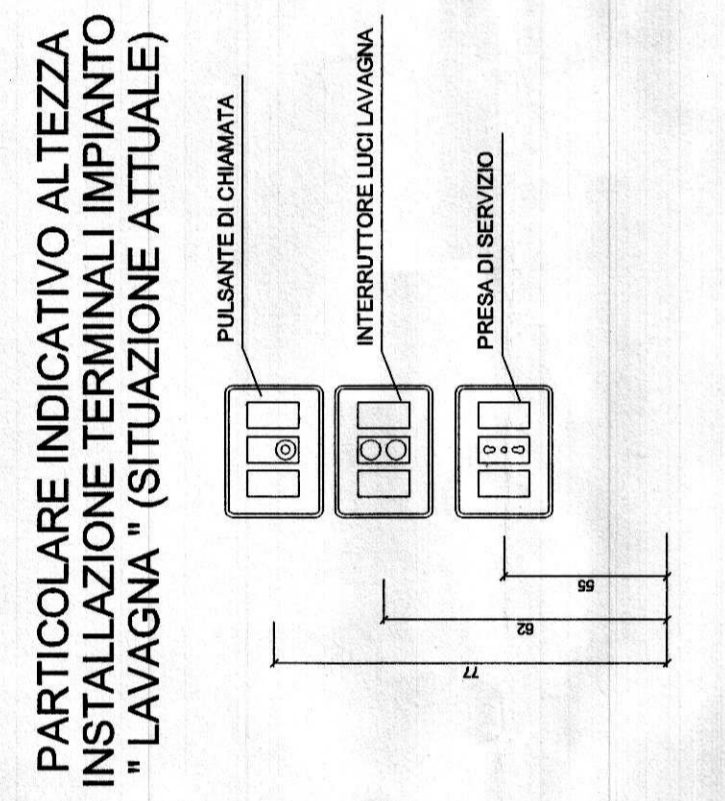 PARTICOLARE INDICATIVO ALTEZZA
INSTALLAZIONE TERMINALI IMPIANTO
" LAVAGNA " (SITUAZIONE ATTUALE)
PULSANTE DI CHIAMATA
INTERRUTTORE LUCI LAVAGNA
PRESA DI SERVIZIO
55
62
77